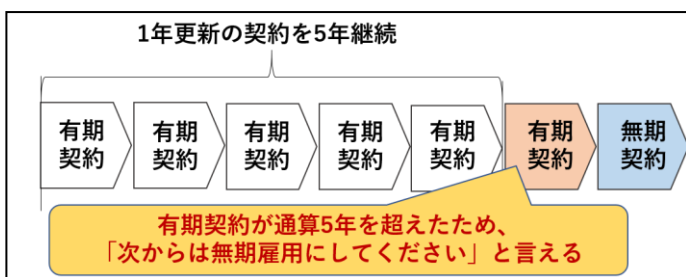 1年更新の契約を5年継続
有期
契約
有期
契約
有期
契約
有期
契約
有期
契約
有期
契約
無期
契約
有期契約が通算5年を超えたため、
「次からは無期雇用にしてください」と言える